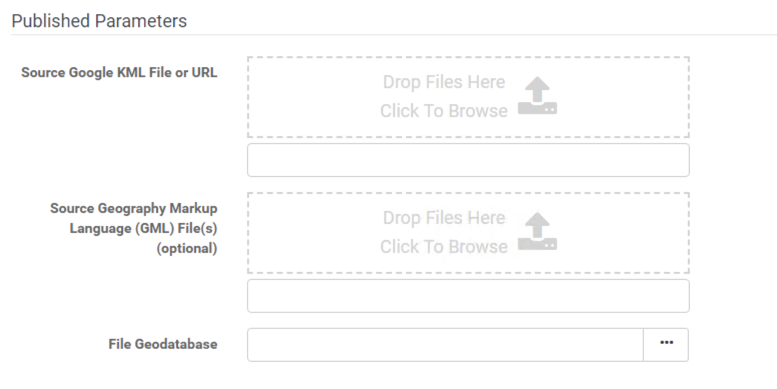 Published Parameters
Source Google KML File or URL
Drop Files Here
Click To Browse
Source Geography Markup
Language (GML) File(s)
(optional)
Drop Files Here
Click To Browse
File Geodatabase
•••